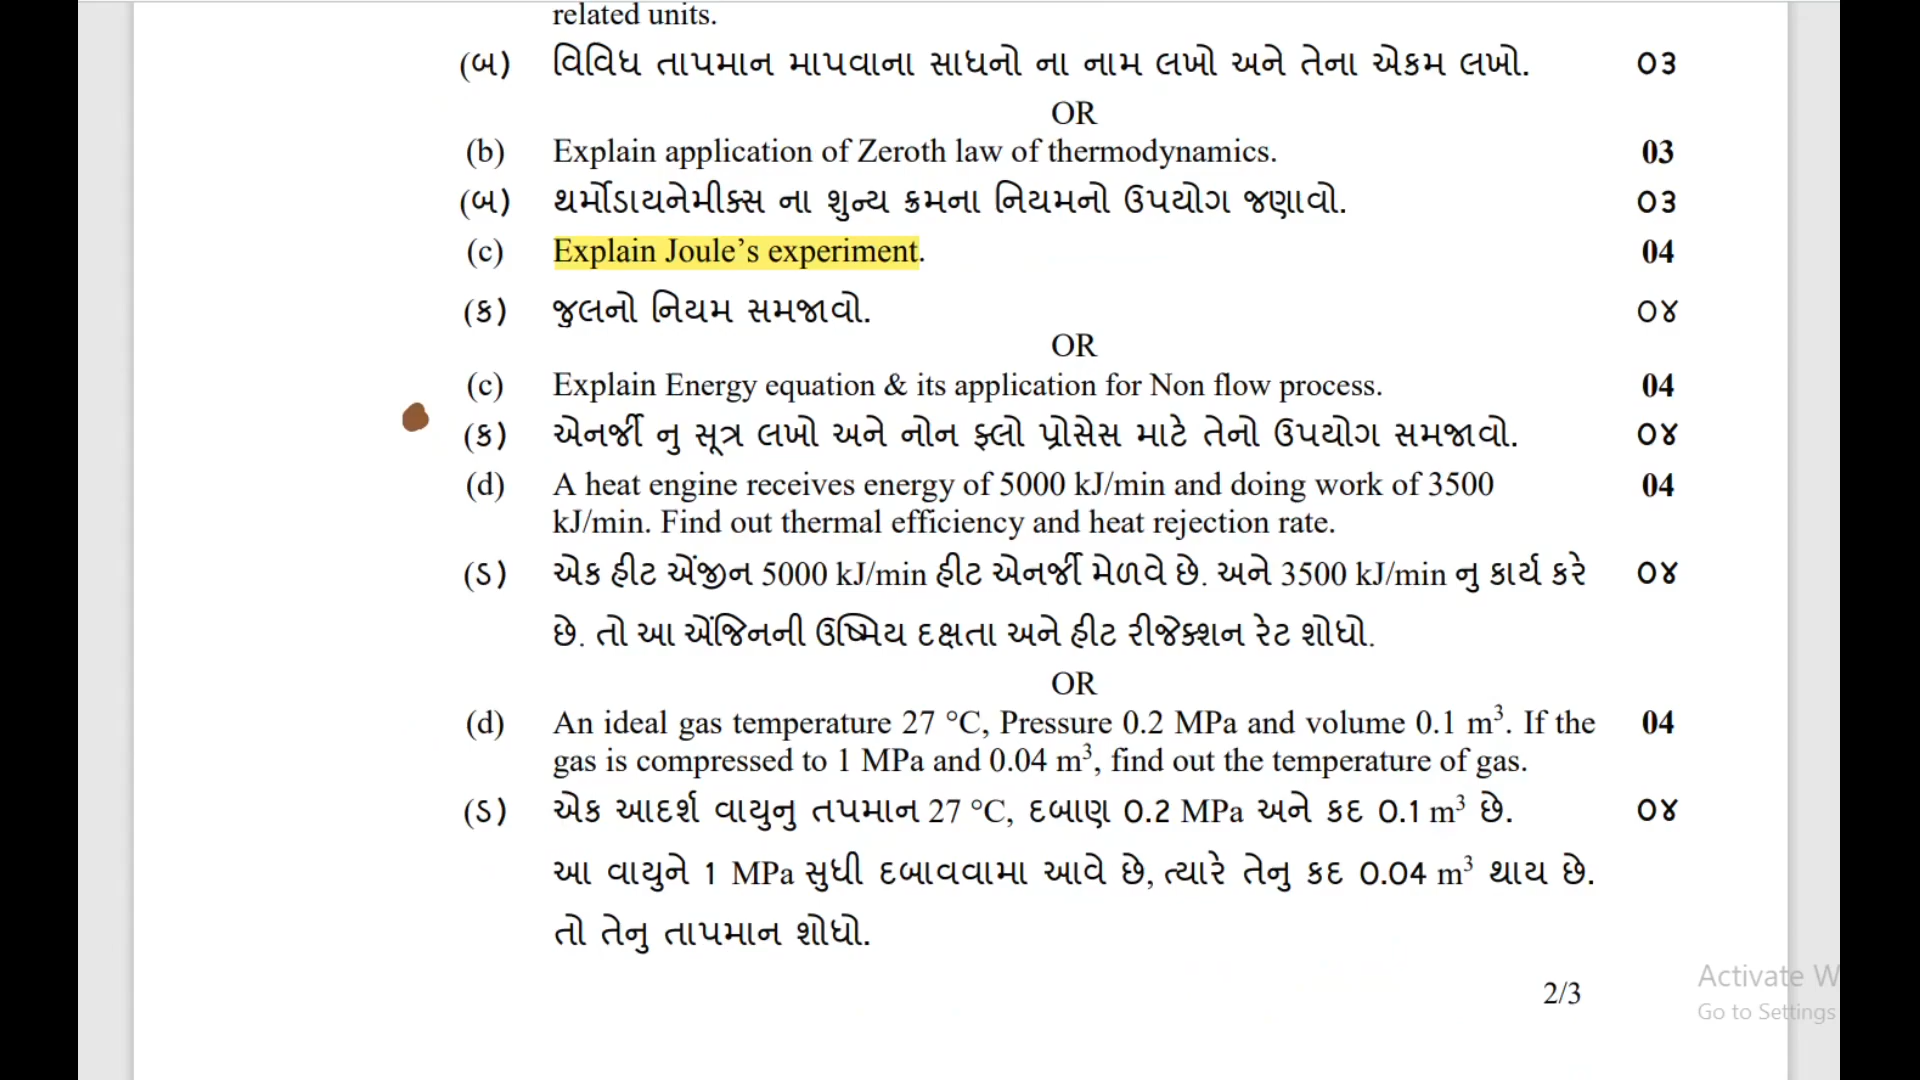 related units.
(બ) વિવિધ તાપમાન માપવાના સાધનો ના નામ લખો અને તેના એકમ લખો. ૦૩
OR
(b) Explain application of Zeroth law of thermodynamics. 03
(બ) થર્મોડાયનેમીક્સ ના શુન્ય ક્રમના નિયમનો ઉપયોગ જણાવો. ૦૩
(c) Explain Joule’s experiment. 04
(ક) જુલનો નિયમ સમજાવો. ૦૪
OR
(c) Explain Energy equation & its application for Non flow process. 04
(ક) એનર્જી નુ સૂત્ર લખો અને નોન ફ્લો પ્રોસેસ માટે તેનો ઉપયોગ સમજાવો. ૦૪
(d) A heat engine receives energy of 5000 kJ/min and doing work of 3500 04
kJ/min. Find out thermal efficiency and heat rejection rate.
(ડ) એક હીટ એંજીન 5000 kJ/min હીટ એનર્જી મેળવે છે. અને 3500 kJ/min નુ કાર્ય કરે ૦૪
છે. તો આ એંજિનની ઉષ્મિય દક્ષતા અને હીટ રીજેક્શન રેટ શોધો.
OR
(d) An ideal gas temperature 27 °C, Pressure 0.2 MPa and volume 0.1 m³. If the 04
gas is compressed to 1 MPa and 0.04 m³, find out the temperature of gas.
(ડ) એક આદર્શ વાયુનુ તપમાન 27 °C, દબાણ 0.2 MPa અને કદ 0.1 m³ છે. ૦૪
આ વાયુને 1 MPa સુધી દબાવવામા આવે છે, ત્યારે તેનુ કદ 0.04 m³ થાય છે.
તો તેનુ તાપમાન શોધો.
Activate W
2/3
Go to Settings